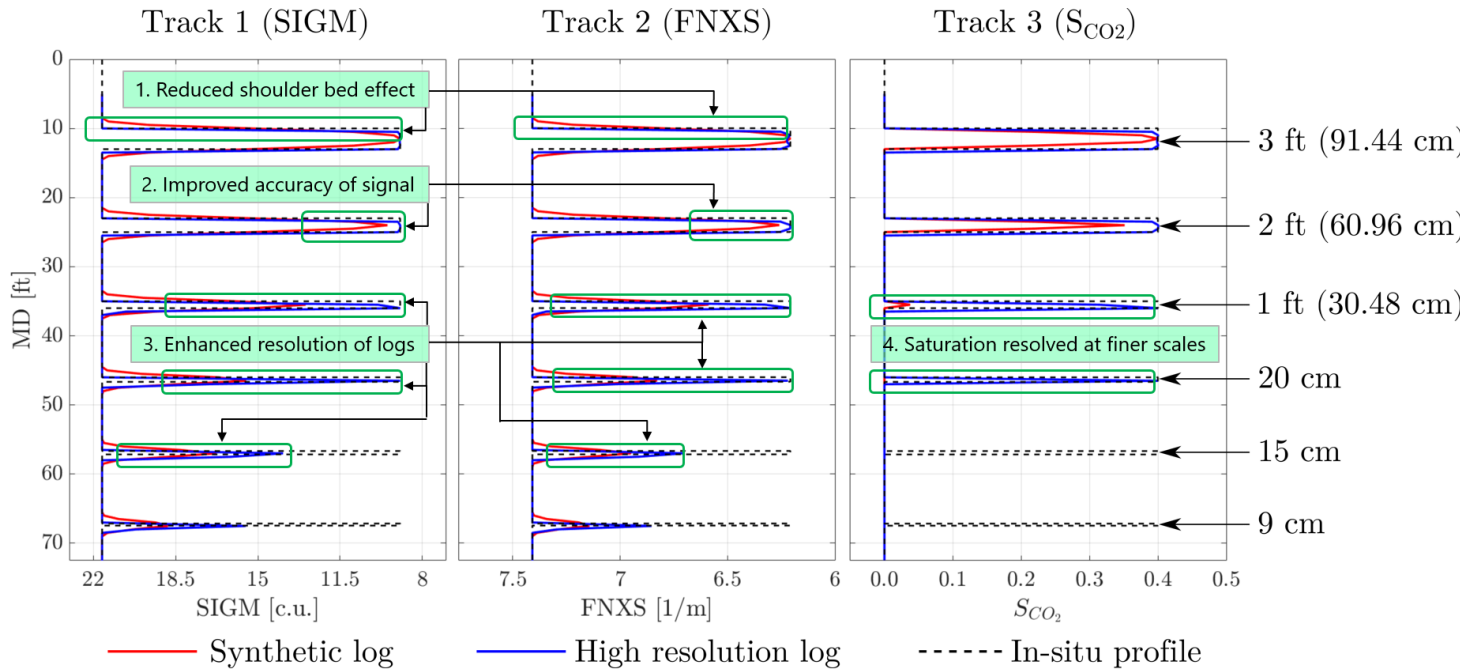 Track 1 (SIGM)
Track 2 (FNXS)
Track 3 (S_CO2)
0
10
20
30
40
50
60
70
MD [ft]
1. Reduced shoulder bed effect
2. Improved accuracy of signal
3. Enhanced resolution of logs
4. Saturation resolved at finer scales
3 ft (91.44 cm)
2 ft (60.96 cm)
1 ft (30.48 cm)
20 cm
15 cm
9 cm
22 18.5 15 11.5 8
SIGM [c.u.]
7.5 7 6.5 6
FNXS [1/m]
0.0 0.1 0.2 0.3 0.4 0.5
S_CO2
Synthetic log
High resolution log
In-situ profile